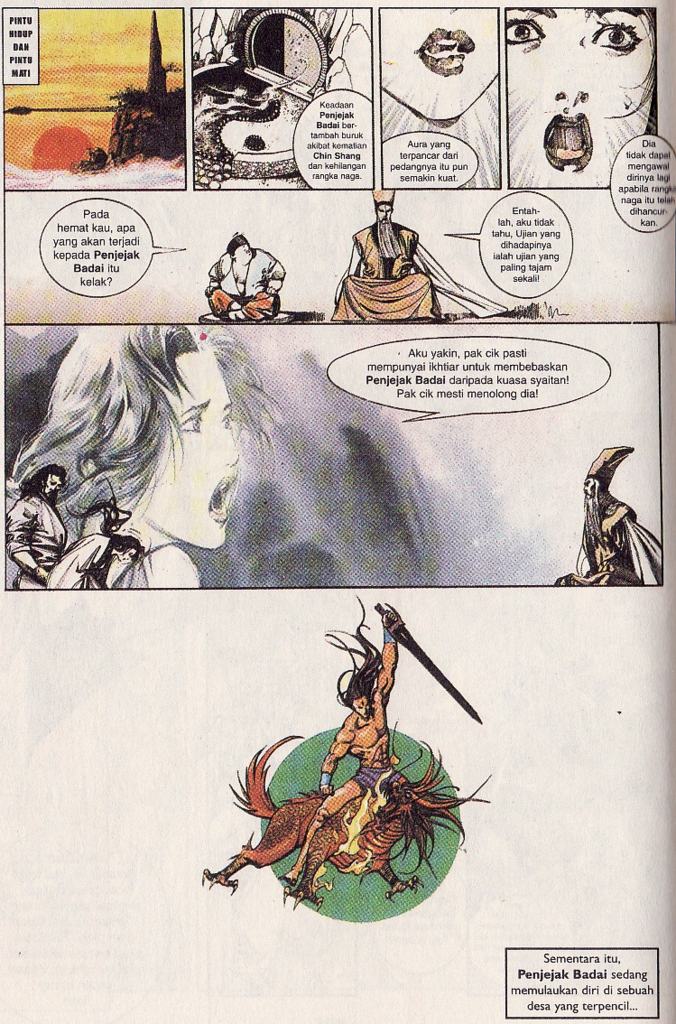 PINTU
HIDUP
DAN
PINTU
MATI
Keadaan
Penjejak
Badai ber-
tambah buruk
akibat kematian
Chin Shang
dan kehilangan
rangka naga.
Aura yang
terpancar dari
pedangnya itu pun
semakin kuat.
Dia
tidak dapat
mengawal
dirinya lagi
apabila rangka
naga itu telah
dihancur-
kan.
Pada
hemat kau, apa
yang akan terjadi
kepada Penjejak
Badai itu
kelak?
Entah-
lah, aku tidak
tahu, Ujian yang
dihadapinya
ialah ujian yang
paling tajam
sekali!
Aku yakin, pak cik pasti
mempunyai ikhtiar untuk membebaskan
Penjejak Badai daripada kuasa syaitan!
Pak cik mesti menolong dia!
Sementara itu,
Penjejak Badai sedang
memulaukan diri di sebuah
desa yang terpencil...